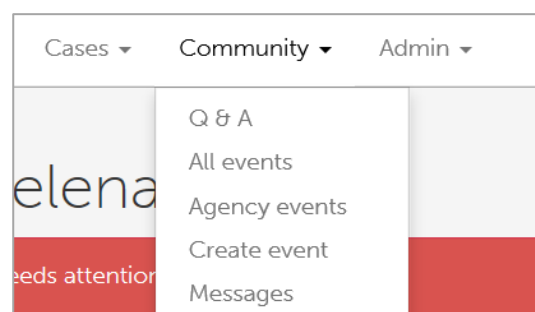 Cases Community Admin
Q & A
All events
elena
Agency events
Create event
eeds attention
Messages